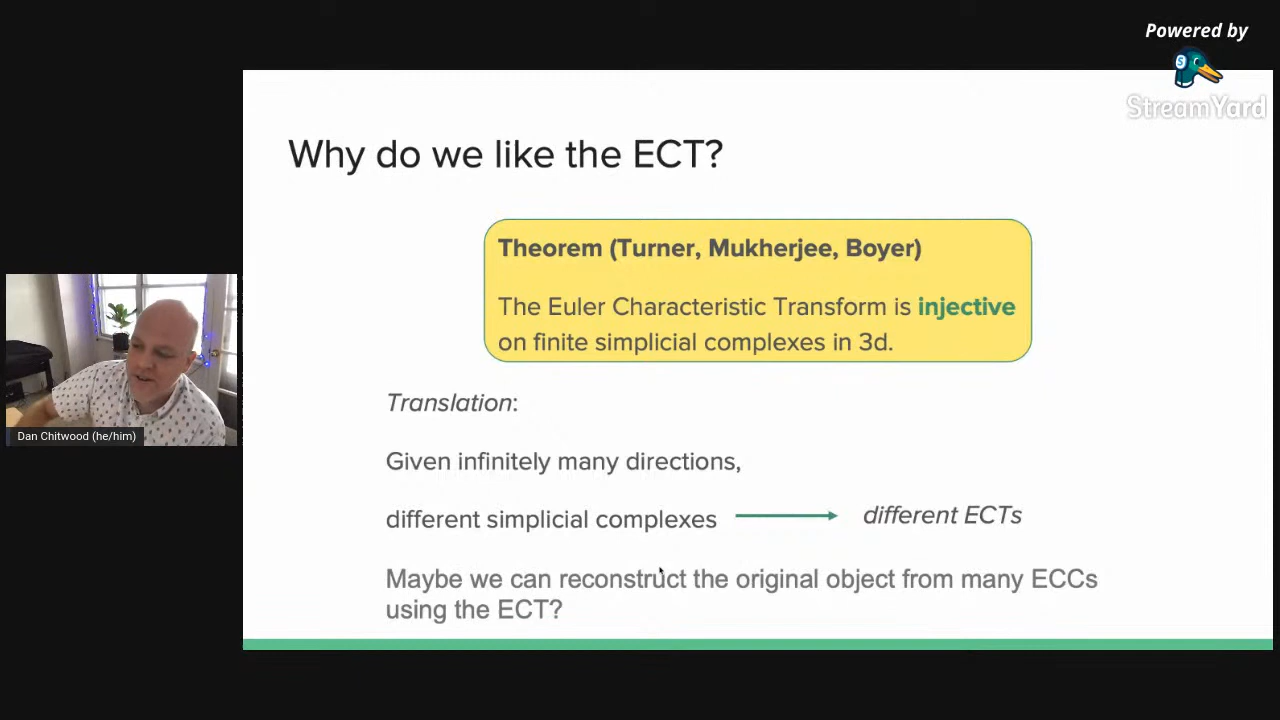 Powered by
StreamYard
Why do we like the ECT?
Theorem (Turner, Mukherjee, Boyer)
The Euler Characteristic Transform is injective
on finite simplicial complexes in 3d.
Translation:
Given infinitely many directions,
different simplicial complexes
different ECTs
Maybe we can reconstruct the original object from many ECCs
using the ECT?
Dan Chitwood (he/him)